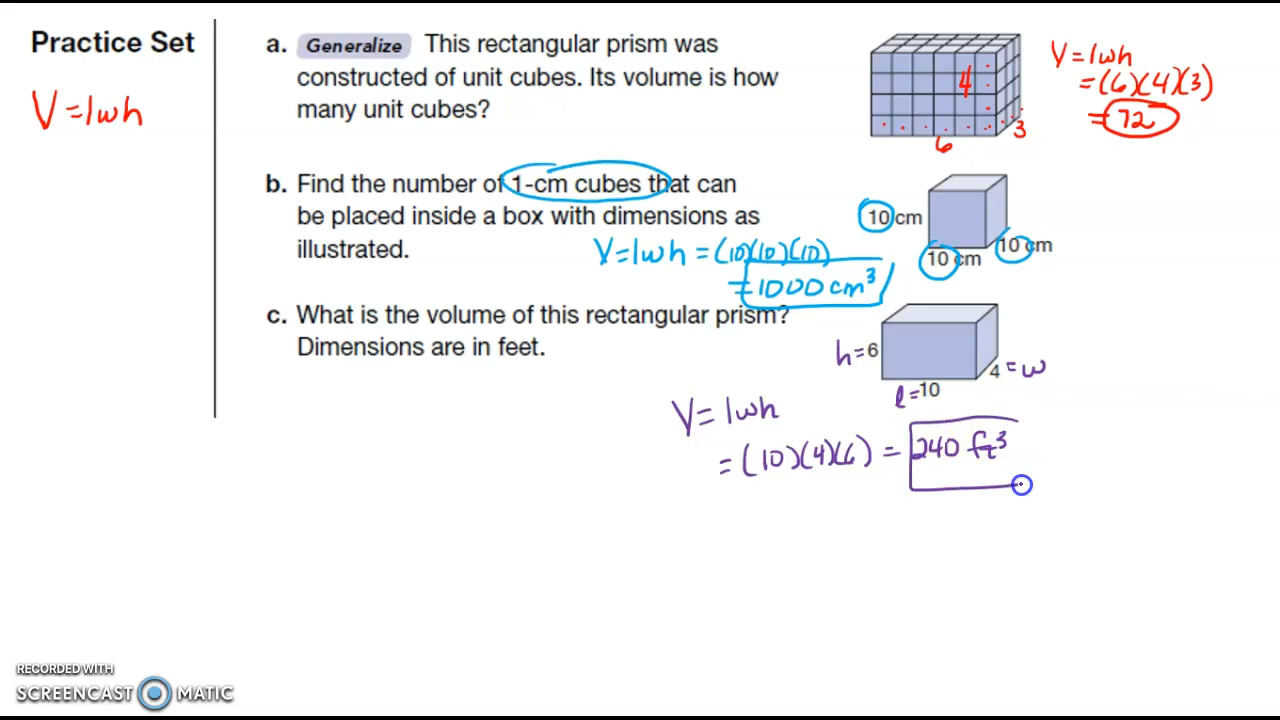 Practice Set
V=lwh
a. Generalize This rectangular prism was
constructed of unit cubes. Its volume is how
many unit cubes?
4
6
3
V=lwh
=(6)(4)(3)
=72
b. Find the number of 1-cm cubes that can
be placed inside a box with dimensions as
illustrated.
V=lwh=(10)(10)(10)
=1000cm³
10 cm
10 cm
10 cm
c. What is the volume of this rectangular prism?
Dimensions are in feet.
h=6
4=w
l=10
V=lwh
=(10)(4)(6)=240 ft³
RECORDED WITH
SCREENCAST MATIC